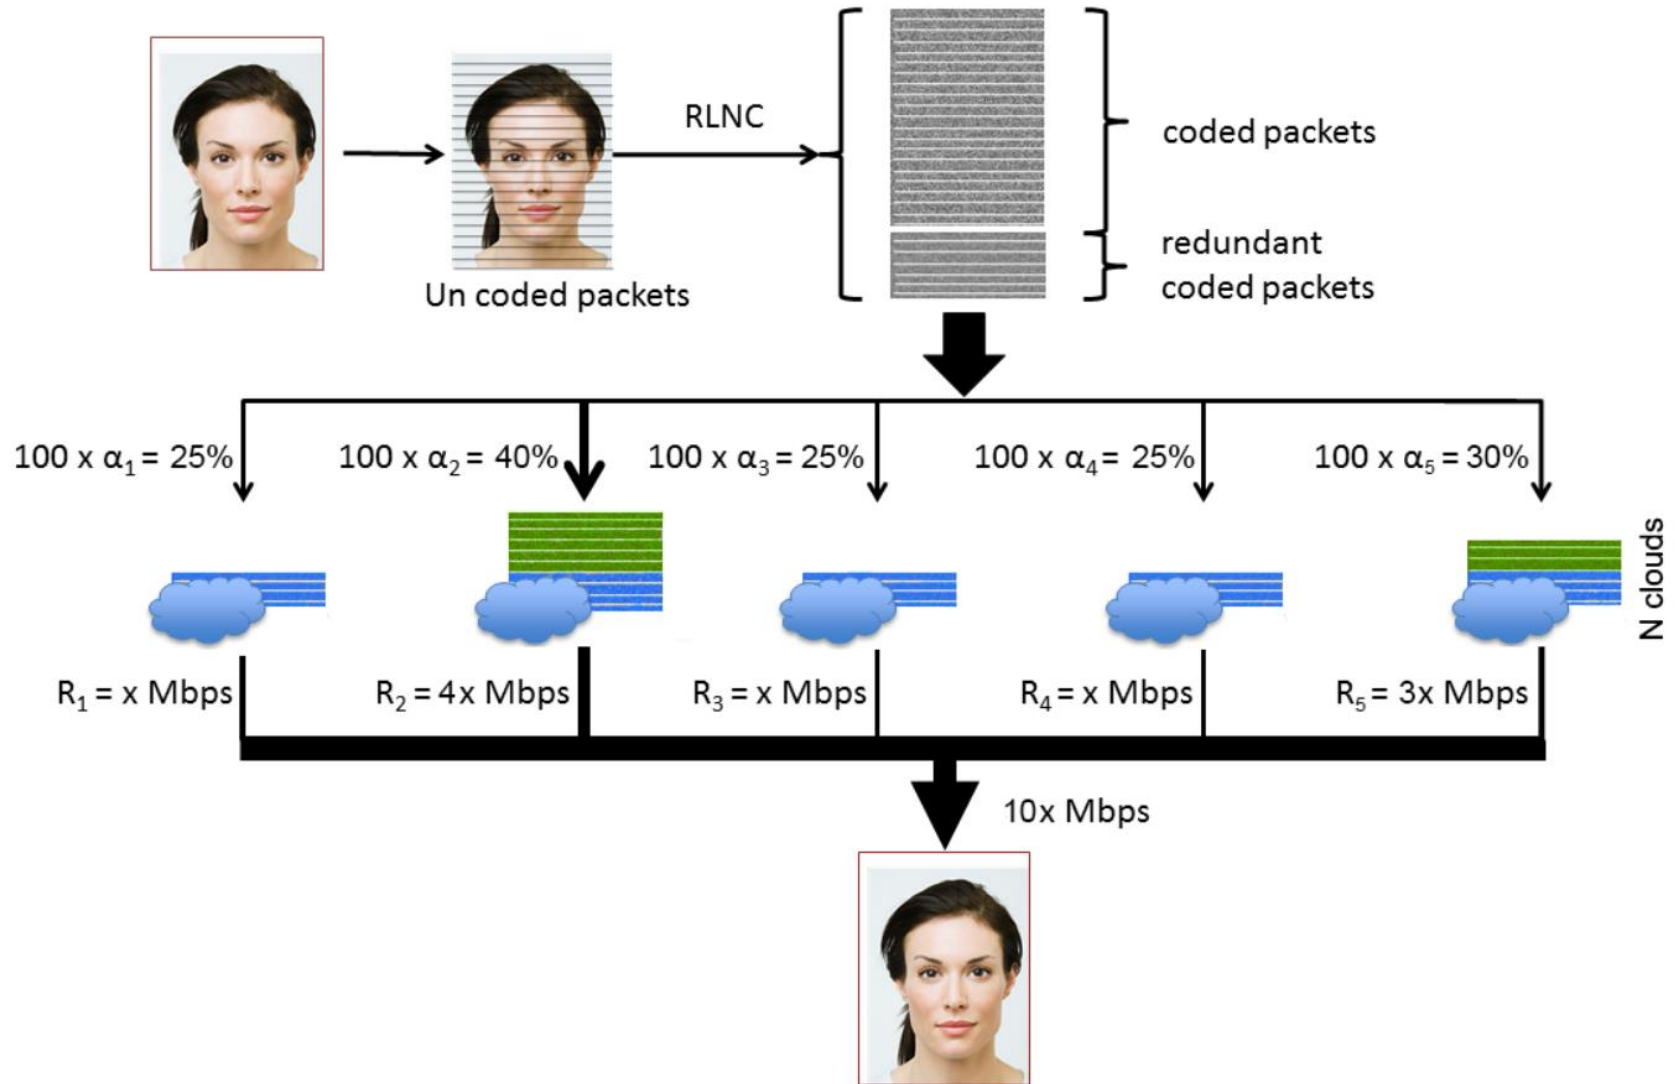 RLNC
coded packets
redundant
coded packets
Un coded packets
100 x α₁ = 25%
100 x α₂ = 40%
100 x α₃ = 25%
100 x α₄ = 25%
100 x α₅ = 30%
N clouds
R₁ = x Mbps
R₂ = 4x Mbps
R₃ = x Mbps
R₄ = x Mbps
R₅ = 3x Mbps
10x Mbps